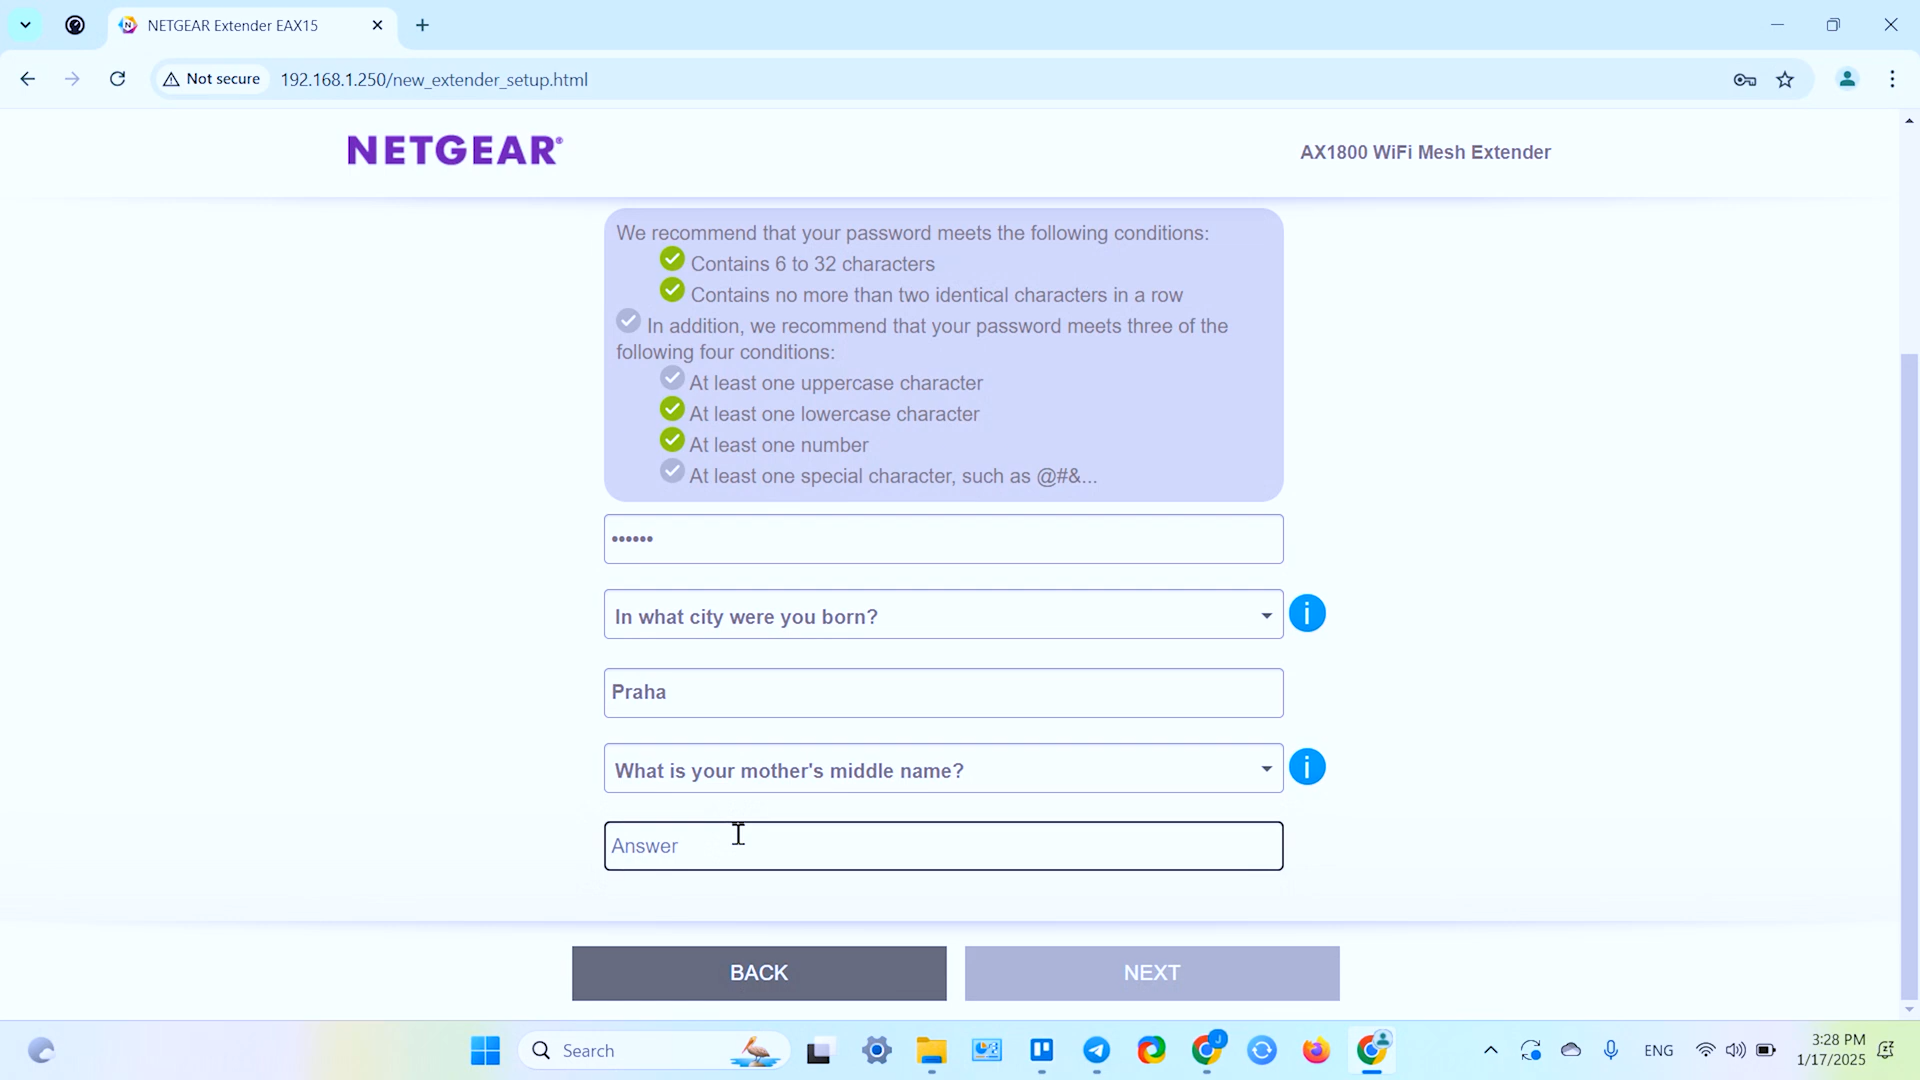 NETGEAR Extender EAX15
Not secure
192.168.1.250/new_extender_setup.html
NETGEAR®
AX1800 WiFi Mesh Extender
We recommend that your password meets the following conditions:
Contains 6 to 32 characters
Contains no more than two identical characters in a row
In addition, we recommend that your password meets three of the
following four conditions:
At least one uppercase character
At least one lowercase character
At least one number
At least one special character, such as @#&...
••••••
In what city were you born?
Praha
What is your mother's middle name?
Answer
BACK
NEXT
Search
ENG
3:28 PM
1/17/2025